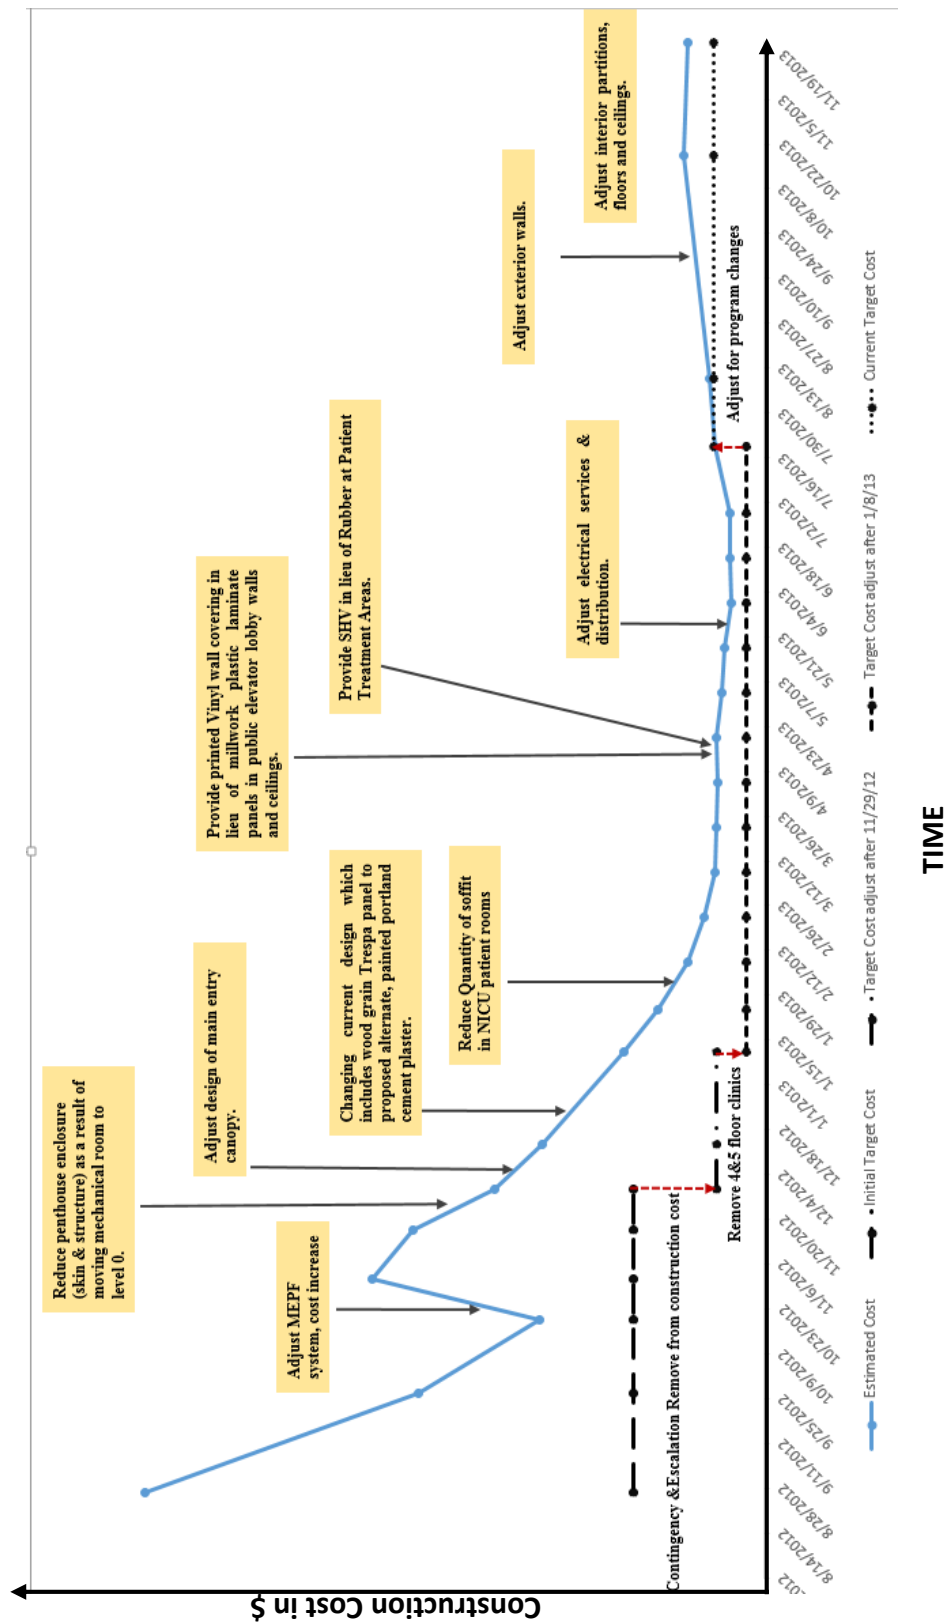 Construction Cost in $
Reduce penthouse enclosure
(skin & structure) as a result of
moving mechanical room to
level 0.
Adjust MEPF
system, cost increase
Adjust design of main entry
canopy.
Changing current design which
includes wood grain Trespa panel to
proposed alternate, painted portland
cement plaster.
Reduce Quantity of soffit
in NICU patient rooms
Provide printed Vinyl wall covering in
lieu of millwork plastic laminate
panels in public elevator lobby walls
and ceilings.
Provide SHV in lieu of Rubber at Patient
Treatment Areas.
Adjust electrical services &
distribution.
Adjust exterior walls.
Adjust interior partitions,
floors and ceilings.
Contingency &Escalation Remove from construction cost
Remove 4&5 floor clinics
Adjust for program changes
8/14/2012
8/28/2012
9/11/2012
9/25/2012
10/9/2012
10/23/2012
11/6/2012
11/20/2012
12/4/2012
12/18/2012
1/1/2013
1/15/2013
1/29/2013
2/12/2013
2/26/2013
3/12/2013
3/26/2013
4/9/2013
4/23/2013
5/7/2013
5/21/2013
6/4/2013
6/18/2013
7/2/2013
7/16/2013
7/30/2013
8/13/2013
8/27/2013
9/10/2013
9/24/2013
10/8/2013
10/22/2013
11/5/2013
11/19/2013
Estimated Cost
Initial Target Cost
Target Cost adjust after 11/29/12
Target Cost adjust after 1/8/13
Current Target Cost
TIME